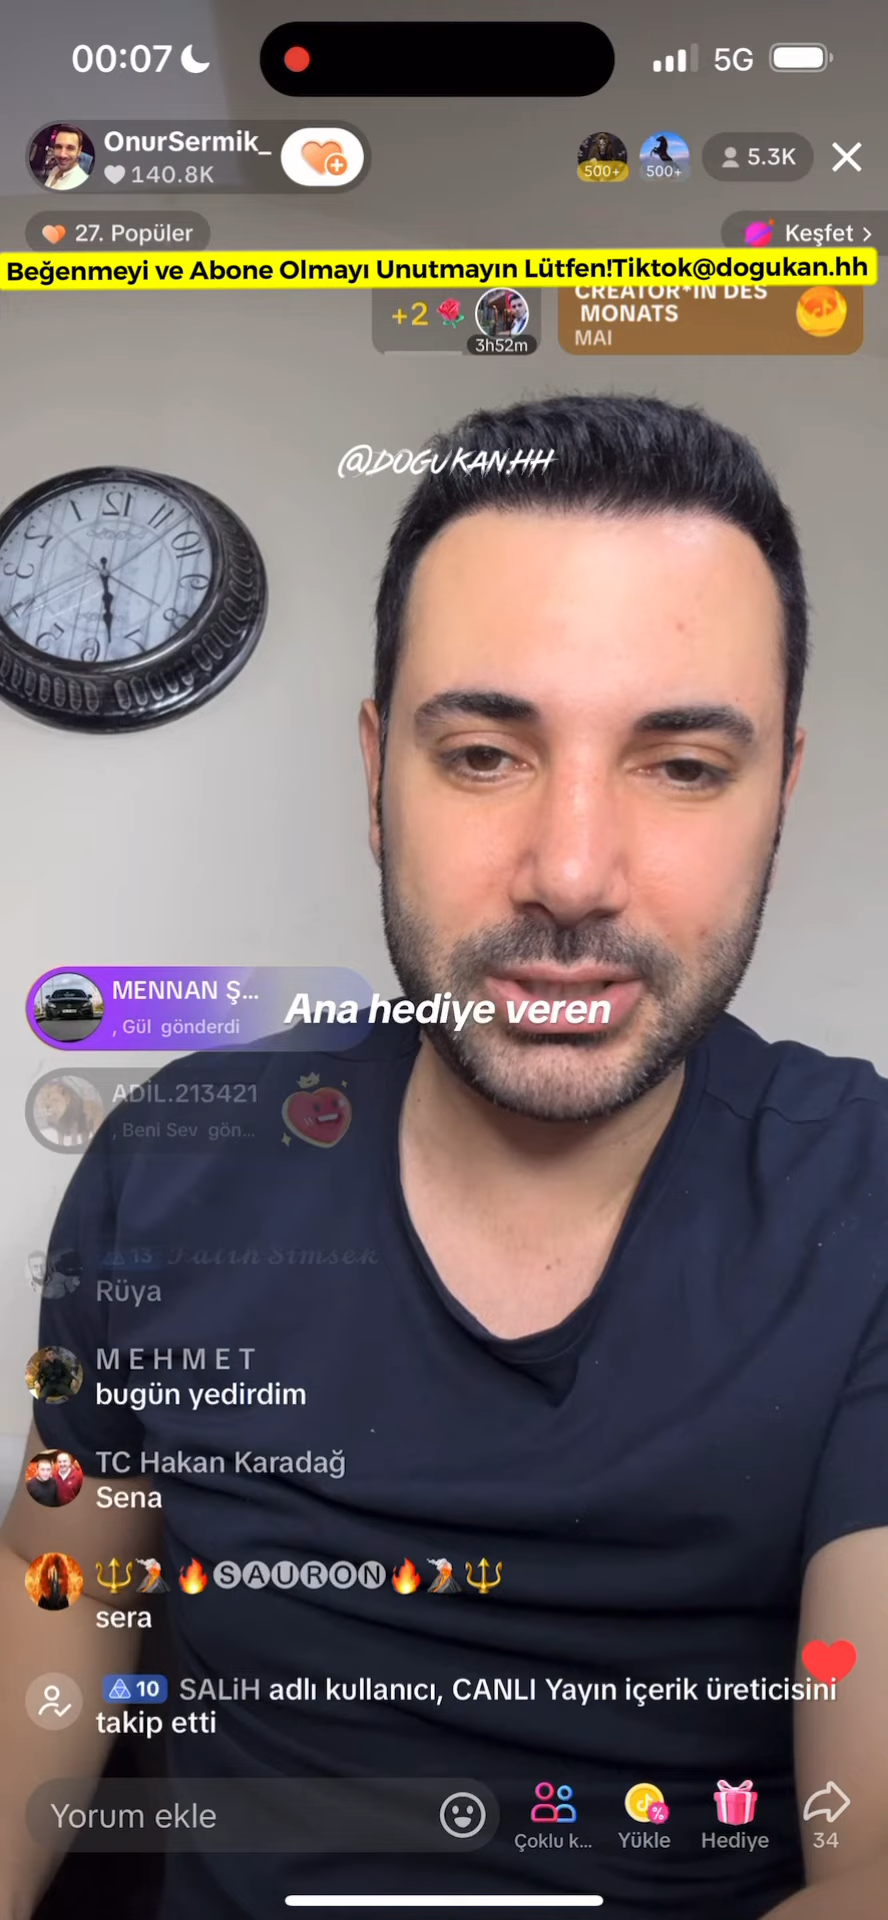 00:07
5G
OnurSermik_
140.8K
500+
500+
5.3K
27. Popüler
Keşfet >
Beğenmeyi ve Abone Olmayı Unutmayın Lütfen!Tiktok@dogukan.hh
+2
3h52m
CREATOR*IN DES
MONATS
MAI
@DOGUKAN.HH
MENNAN Ş...
, Gül gönderdi
Ana hediye veren
ADİL.213421
, Beni Sev gön...
13 Fatih Simsek
Rüya
M E H M E T
bugün yedirdim
TC Hakan Karadağ
Sena
🔱🌋🔥🅢🅐🅤🅡🅞🅝🔥🌋🔱
sera
10 SALiH adlı kullanıcı, CANLI Yayın içerik üreticisini
takip etti
Yorum ekle
Çoklu k...
Yükle
Hediye
34